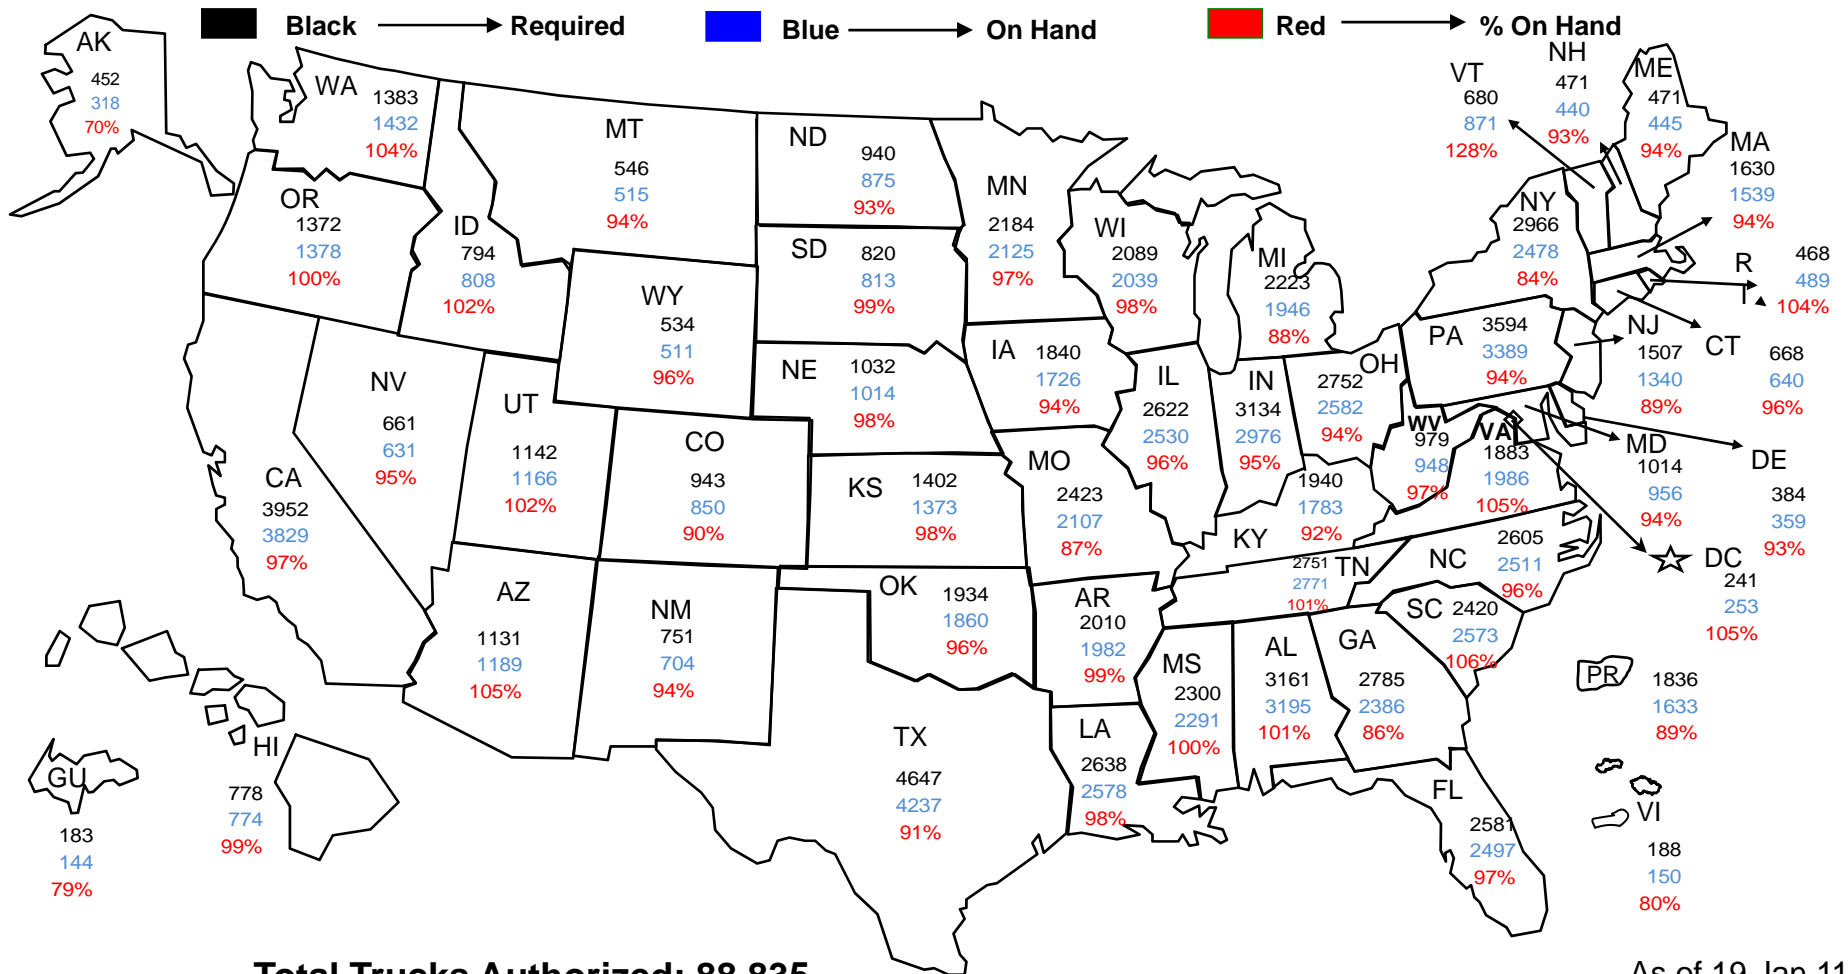 Black Required
Blue On Hand
Red % On Hand
AK
452
318
70%
WA
1383
1432
104%
MT
546
515
94%
ND
940
875
93%
MN
2184
2125
97%
VT
680
871
128%
NH
471
440
93%
ME
471
445
94%
MA
1630
1539
94%
OR
1372
1378
100%
ID
794
808
102%
WY
534
511
96%
SD
820
813
99%
WI
2089
2039
98%
MI
2223
1946
88%
NY
2966
2478
84%
R
I
468
489
104%
NV
661
631
95%
UT
1142
1166
102%
CO
943
850
90%
NE
1032
1014
98%
IA
1840
1726
94%
IL
2622
2530
96%
IN
3134
2976
95%
OH
2752
2582
94%
PA
3594
3389
94%
NJ
1507
1340
89%
CT
668
640
96%
CA
3952
3829
97%
KS
1402
1373
98%
MO
2423
2107
87%
KY
1940
1783
92%
WV
979
948
97%
VA
1883
1986
105%
MD
1014
956
94%
DE
384
359
93%
DC
241
253
105%
AZ
1131
1189
105%
NM
751
704
94%
OK
1934
1860
96%
AR
2010
1982
99%
TN
2751
2771
101%
NC
2605
2511
96%
SC
2420
2573
106%
MS
2300
2291
100%
AL
3161
3195
101%
GA
2785
2386
86%
PR
1836
1633
89%
HI
778
774
99%
GU
183
144
79%
TX
4647
4237
91%
LA
2638
2578
98%
FL
2581
2497
97%
VI
188
150
80%
Total Trucks Authorized: 88,835
As of 19 Jan 11